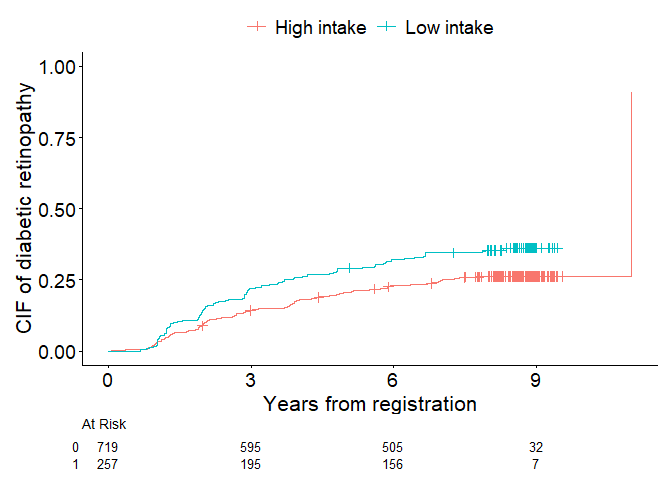 High intake Low intake
CIF of diabetic retinopathy
1.00
0.75
0.50
0.25
0.00
0 3 6 9
Years from registration
At Risk
0 719 595 505 32
1 257 195 156 7